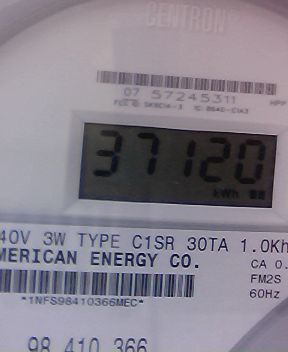 CENTRON
07 57245311
HPP
37120
kWh
40V 3W TYPE C1SR 30TA 1.0Kh
MERICAN ENERGY CO.
CA 0.
FM2S
60Hz
*1NFS98410366MEC*
98 410 366